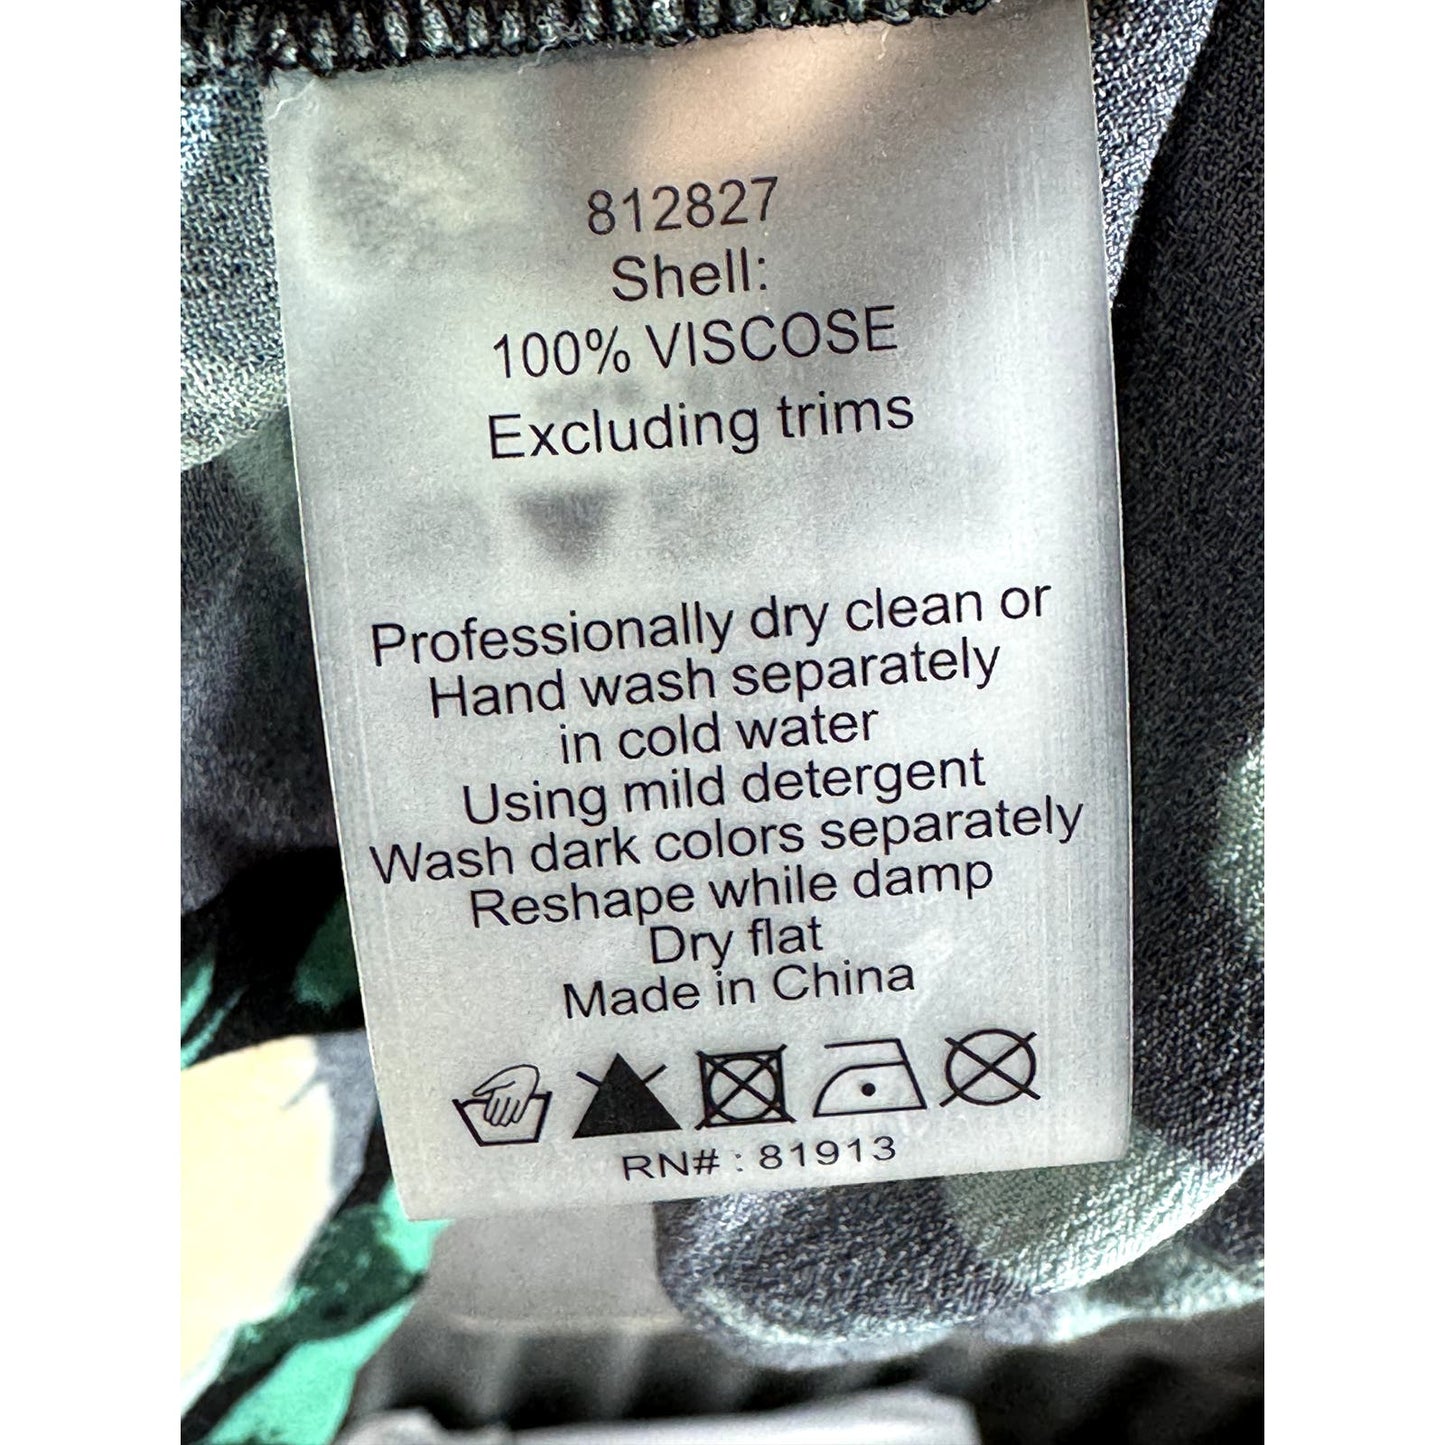 812827
Shell:
100% VISCOSE
Excluding trims
Professionally dry clean or
Hand wash separately
in cold water
Using mild detergent
Wash dark colors separately
Reshape while damp
Dry flat
Made in China
RN# : 81913